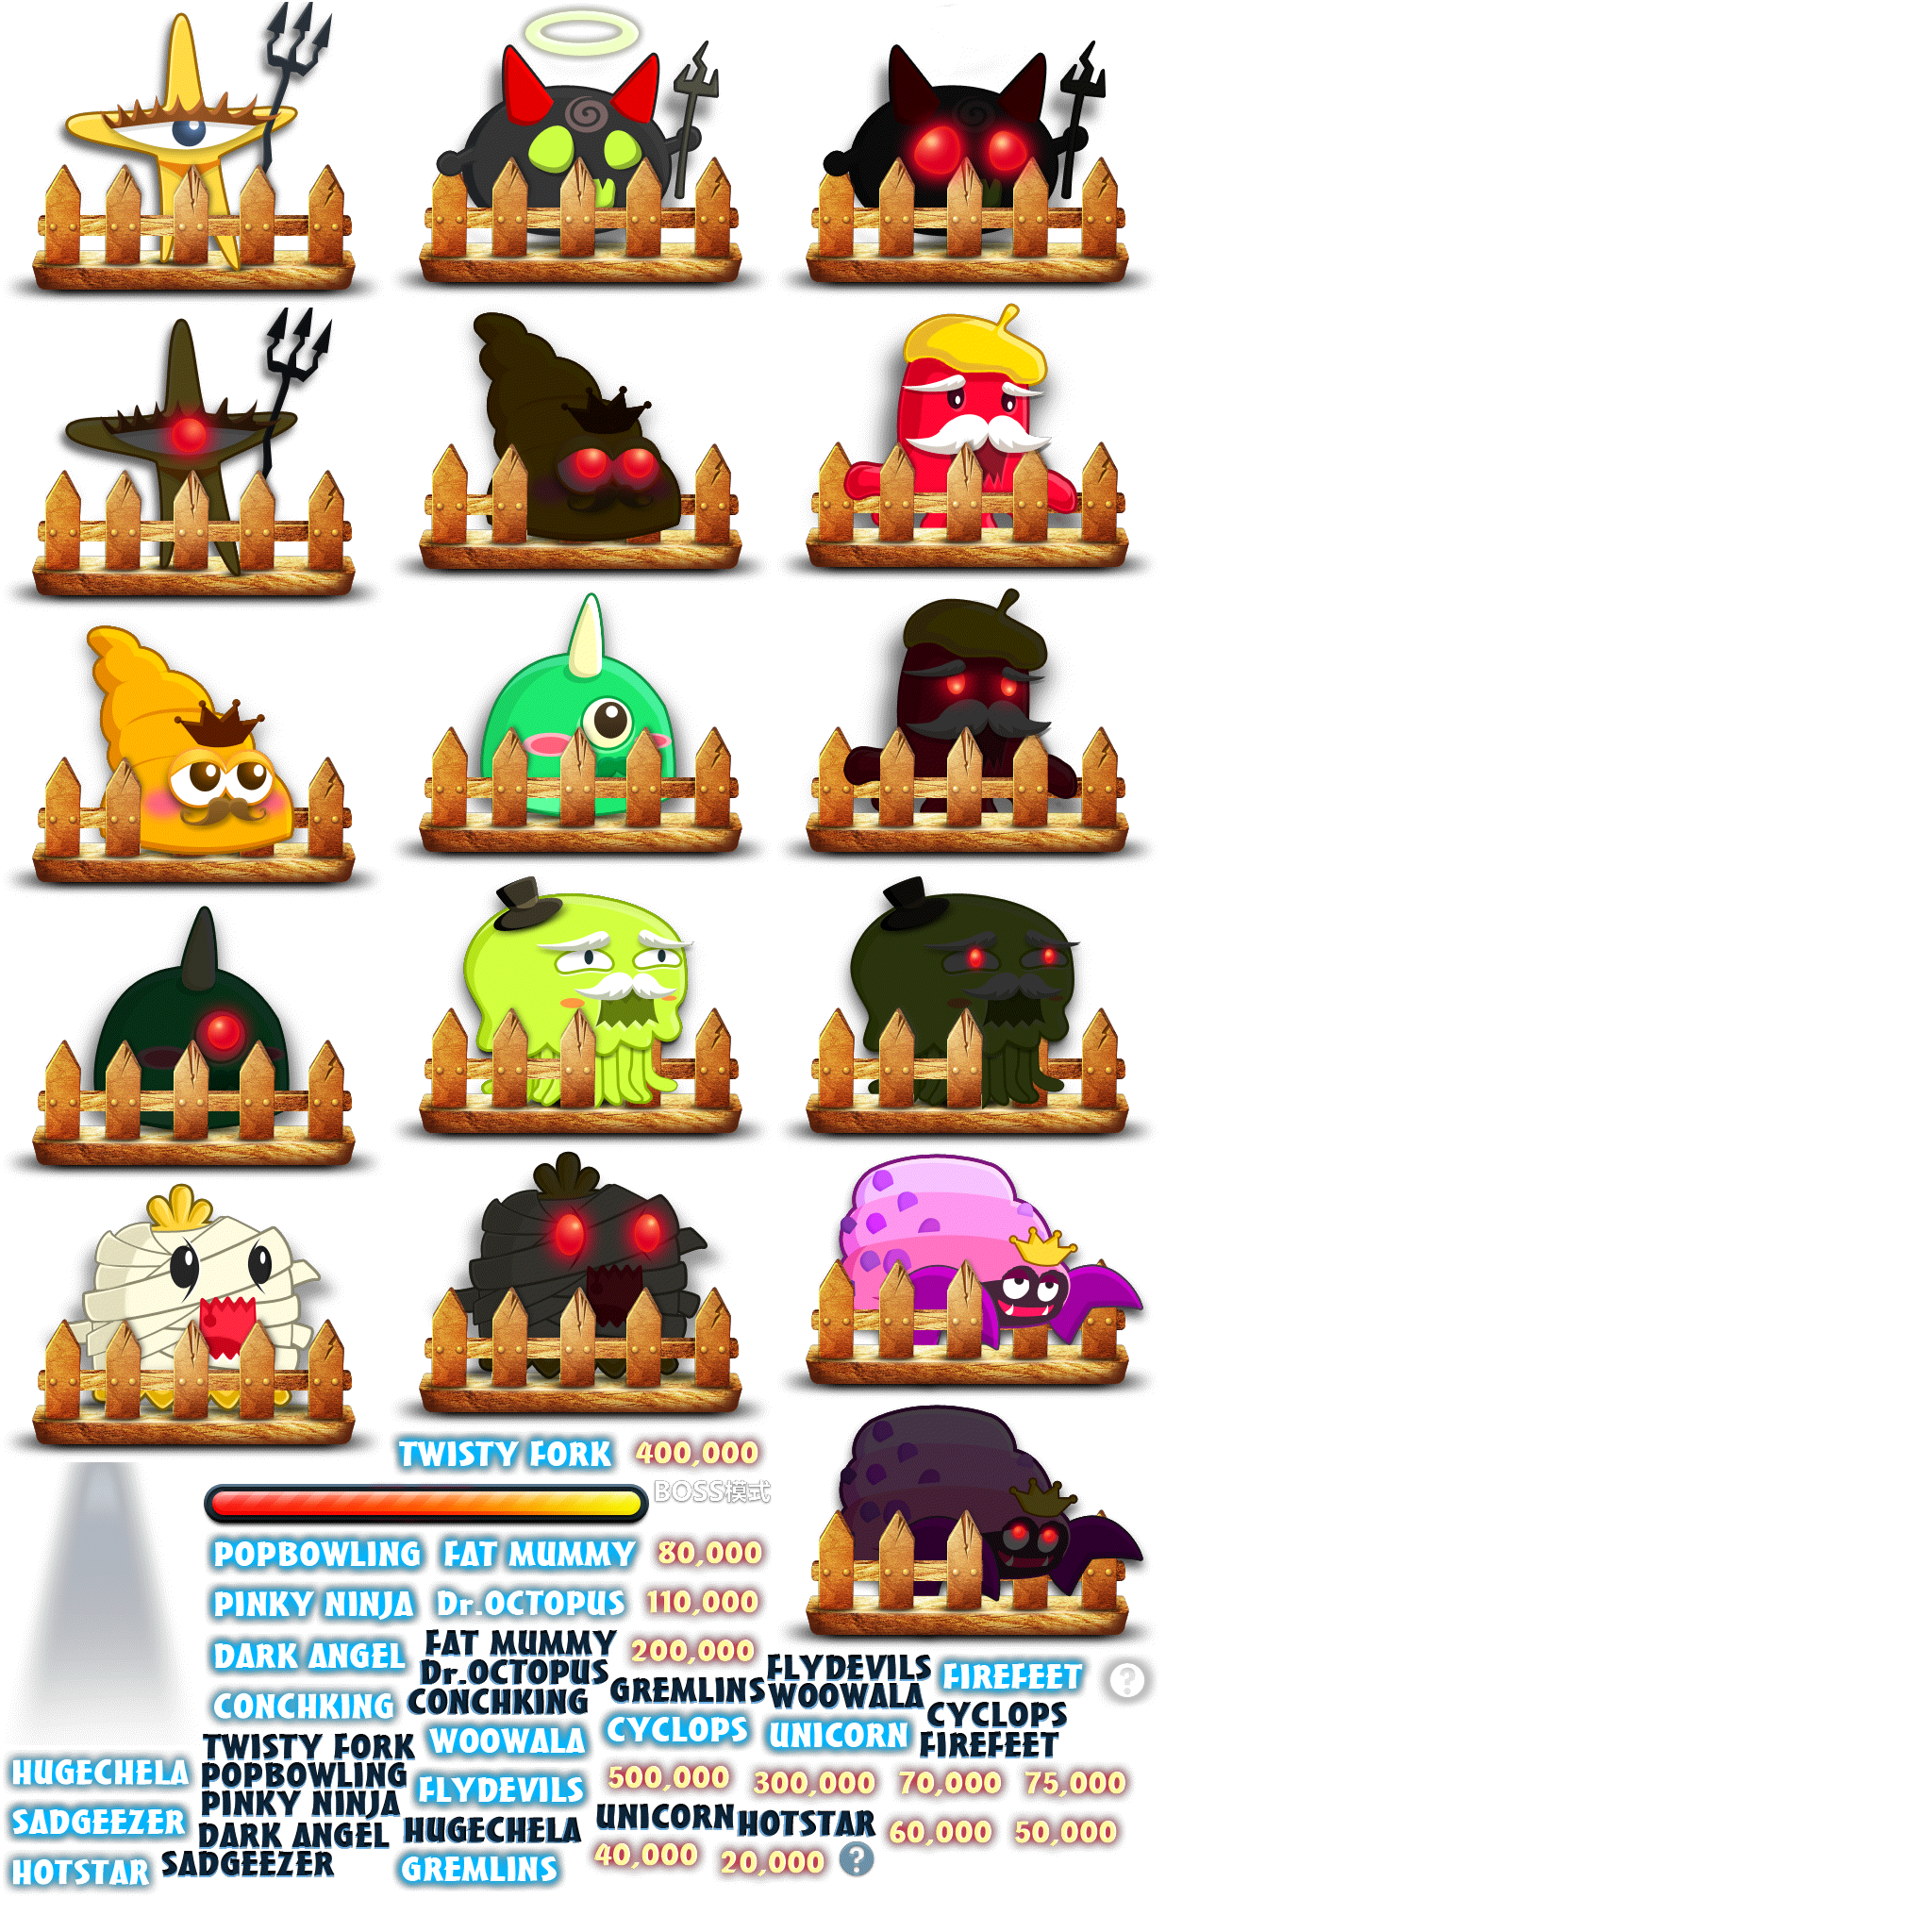 TWISTY FORK 400,000
BOSS模式
POPBOWLING FAT MUMMY 80,000
PINKY NINJA Dr.OCTOPUS 110,000
DARK ANGEL FAT MUMMY 200,000
Dr.OCTOPUS
CONCHKING CONCHKING
GREMLINS
FLYDEVILS
WOOWALA
FIREFEET ?
CYCLOPS
FIREFEET
WOOWALA CYCLOPS UNICORN
TWISTY FORK
POPBOWLING
PINKY NINJA
DARK ANGEL
SADGEEZER
HUGECHELA
SADGEEZER
HOTSTAR
FLYDEVILS
HUGECHELA
GREMLINS
500,000 300,000 70,000 75,000
UNICORN HOTSTAR 60,000 50,000
40,000 20,000 ?